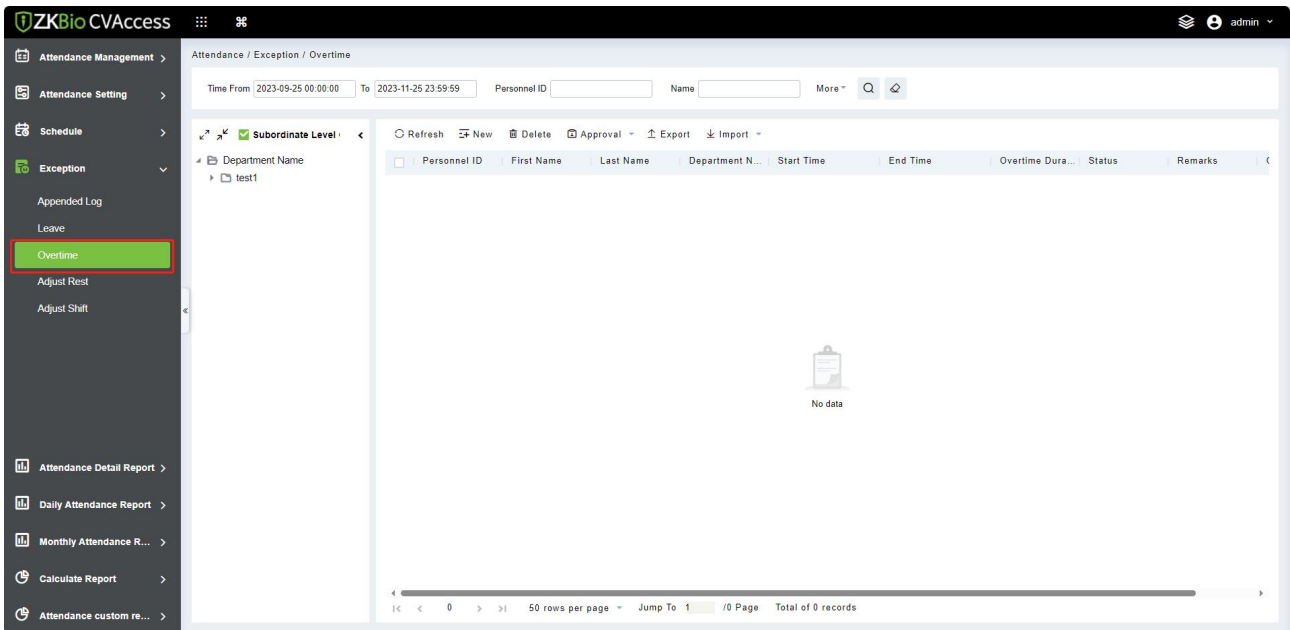 ZKBio CVAccess
admin
Attendance Management
Attendance Setting
Schedule
Exception
Appended Log
Leave
Overtime
Adjust Rest
Adjust Shift
Attendance Detail Report
Daily Attendance Report
Monthly Attendance R...
Calculate Report
Attendance custom re...
Attendance / Exception / Overtime
Time From 2023-09-25 00:00:00 To 2023-11-25 23:59:59 Personnel ID Name More
Subordinate Level
Department Name
test1
Refresh New Delete Approval Export Import
Personnel ID First Name Last Name Department N... Start Time End Time Overtime Dura... Status Remarks
No data
0 50 rows per page Jump To 1 /0 Page Total of 0 records